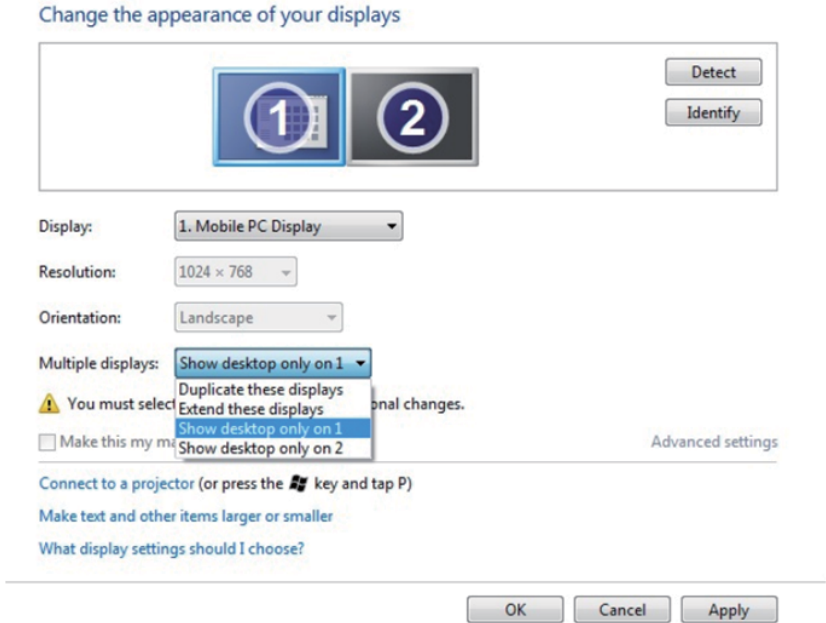 Change the appearance of your displays
1 2
Detect
Identify
Display: 1. Mobile PC Display
Resolution: 1024 × 768
Orientation: Landscape
Multiple displays: Show desktop only on 1
Duplicate these displays
You must select onal changes.
Extend these displays
Show desktop only on 1
Make this my ma Advanced settings
Show desktop only on 2
Connect to a projector (or press the key and tap P)
Make text and other items larger or smaller
What display settings should I choose?
OK Cancel Apply